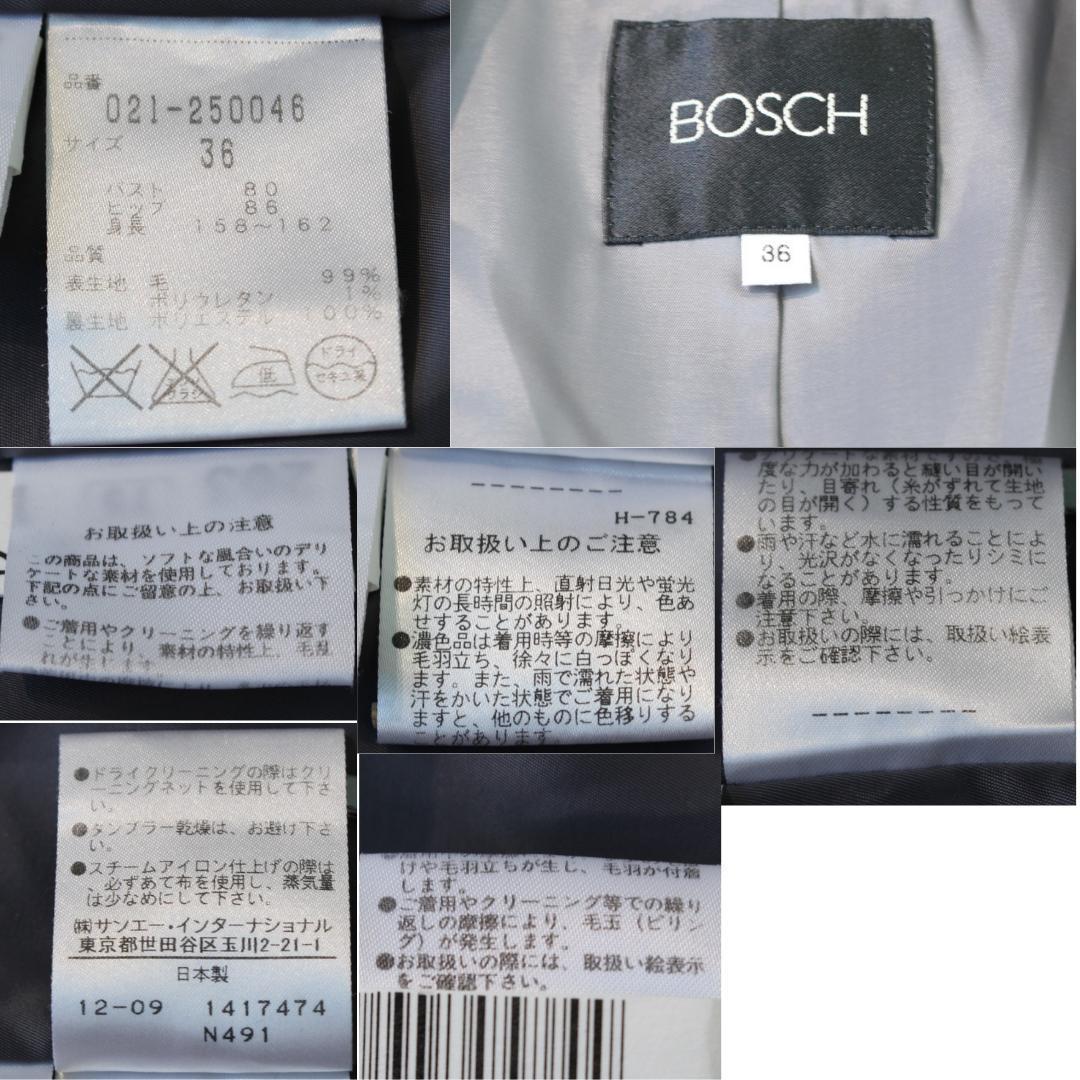 品番
021-250046
サイズ
36
バスト 80
ヒップ 86
身長 158～162
品質
表生地 毛 99%
ポリウレタン 1%
裏生地 ポリエステル 100%
低
ドライ
セキユ系
BOSCH
36
お取扱い上の注意
この商品は、ソフトな風合いのデリ
ケートな素材を使用しております。
下記の点にご留意の上、お取扱い下
さい。
●ご着用やクリーニングを繰り返す
ことにより、素材の特性上、毛乱
れが生じます。
H-784
お取扱い上のご注意
●素材の特性上、直射日光や蛍光
灯の長時間の照射により、色あ
せすることがあります。
●濃色品は着用時等の摩擦により
毛羽立ち、徐々に白っぽくなり
ます。また、雨で濡れた状態や
汗をかいた状態でご着用になり
ますと、他のものに色移りする
ことがあります。
度な力が加わると縫い目が開い
たり、目寄れ（糸がずれて生地
の目が開く）する性質をもって
います。
●雨や汗など水に濡れることによ
り、光沢がなくなったりシミに
なることがあります。
●着用の際、摩擦や引っかけにご
注意下さい。
●お取扱いの際には、取扱い絵表
示をご確認下さい。
●ドライクリーニングの際はクリ
ーニングネットを使用して下さ
い。
●タンブラー乾燥は、お避け下さ
い。
●スチームアイロン仕上げの際は
、必ずあて布を使用し、蒸気量
は少なめにして下さい。
㈱サンエー・インターナショナル
東京都世田谷区玉川2-21-1
日本製
12-09 1417474
N491
けや毛羽立ちが生じ、毛羽が付着
します。
●ご着用やクリーニング等での繰り
返しの摩擦により、毛玉（ピリン
グ）が発生します。
●お取扱いの際には、取扱い絵表示
をご確認下さい。